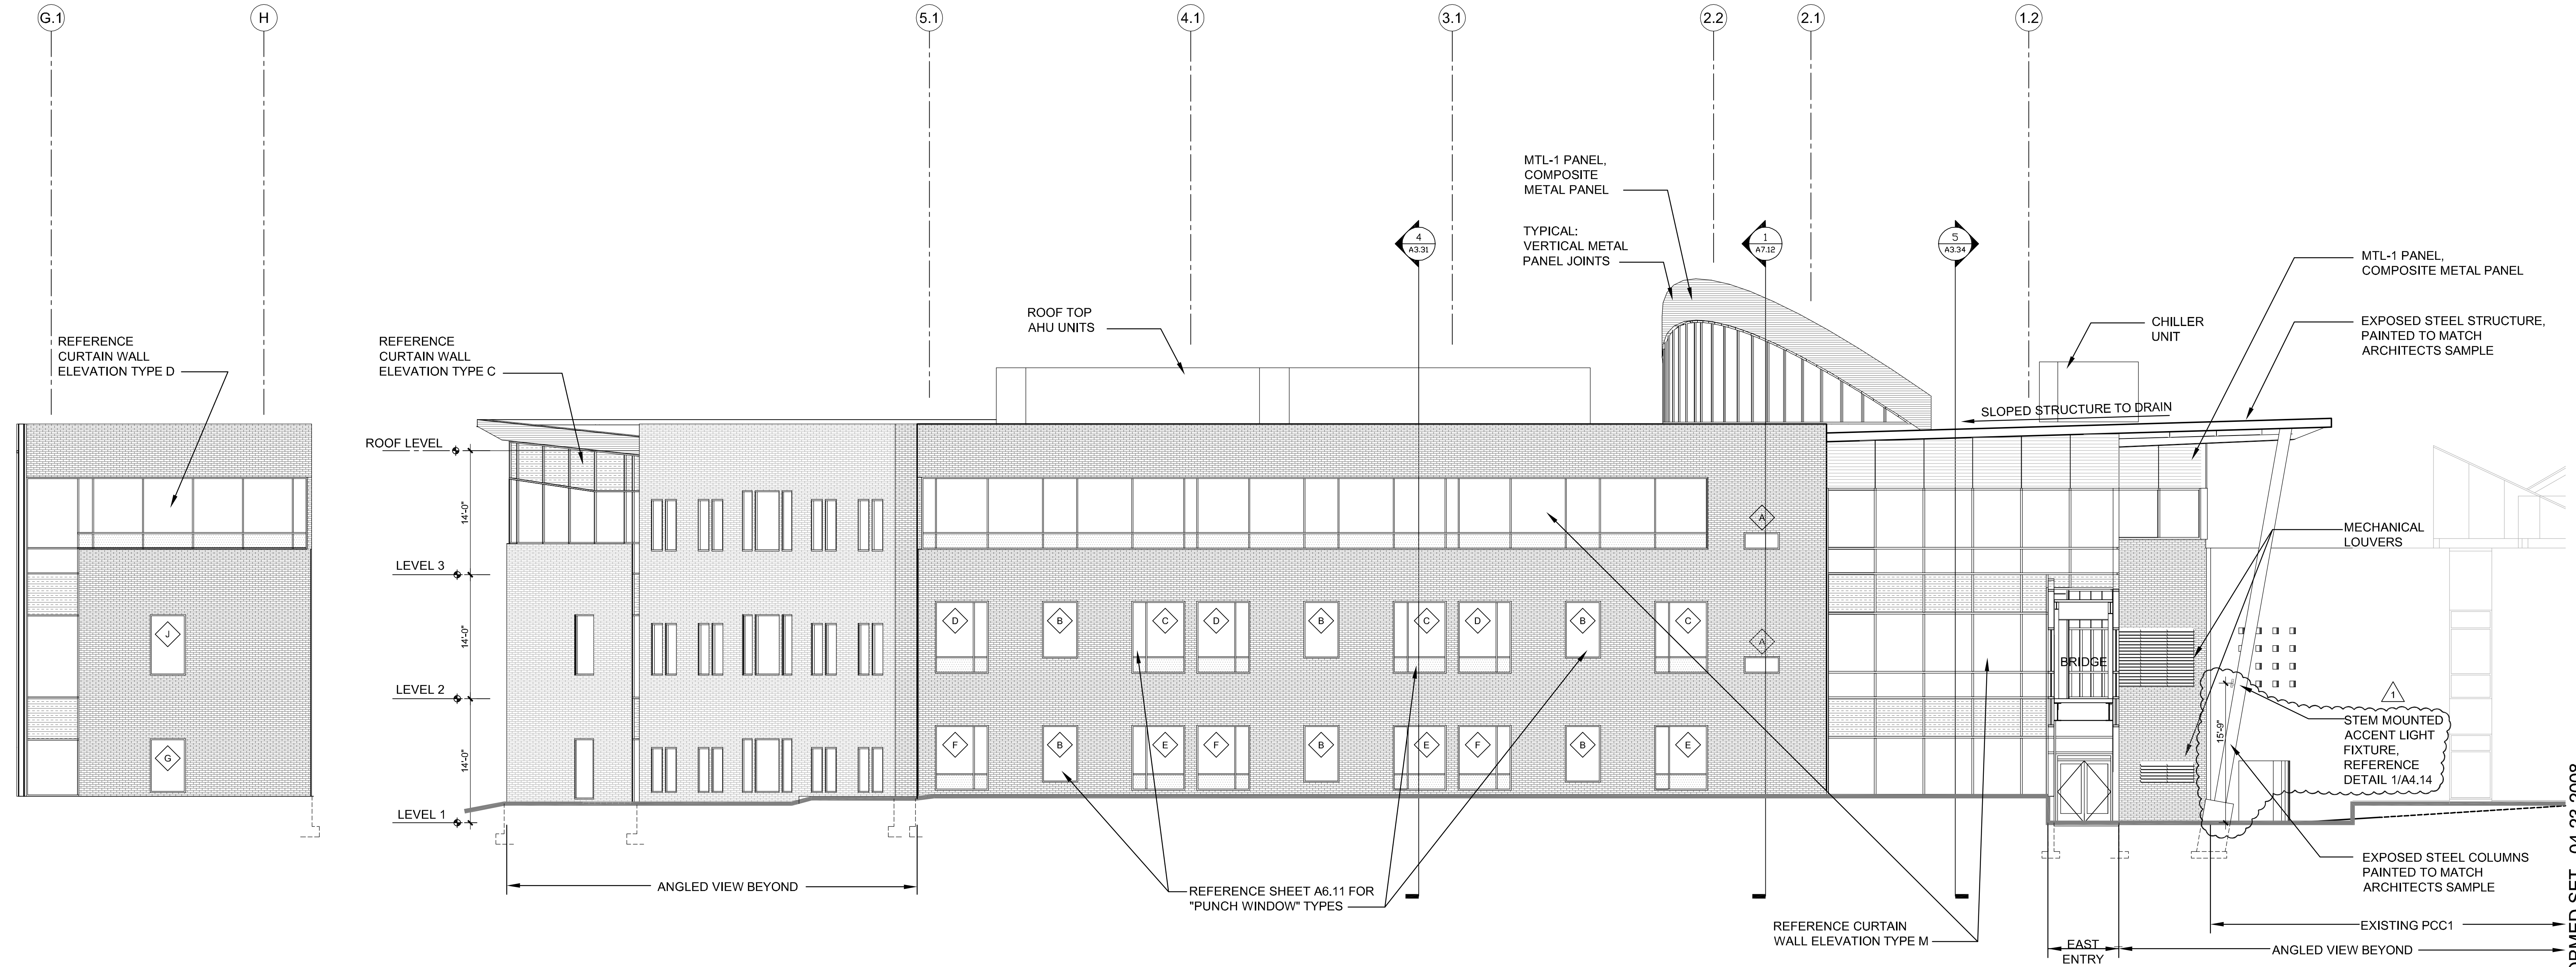 G.1
H
5.1
4.1
3.1
2.2
2.1
1.2
MTL-1 PANEL,
COMPOSITE
METAL PANEL
TYPICAL:
VERTICAL METAL
PANEL JOINTS
4
A3.31
1
A7.12
5
A3.34
MTL-1 PANEL,
COMPOSITE METAL PANEL
EXPOSED STEEL STRUCTURE,
PAINTED TO MATCH
ARCHITECTS SAMPLE
CHILLER
UNIT
ROOF TOP
AHU UNITS
REFERENCE
CURTAIN WALL
ELEVATION TYPE D
REFERENCE
CURTAIN WALL
ELEVATION TYPE C
SLOPED STRUCTURE TO DRAIN
ROOF LEVEL
14'-0"
LEVEL 3
14'-0"
LEVEL 2
14'-0"
LEVEL 1
A
MECHANICAL
LOUVERS
J
D
B
C
D
B
C
D
B
C
A
BRIDGE
G
F
B
E
F
B
E
F
B
E
1
15'-9"
STEM MOUNTED
ACCENT LIGHT
FIXTURE,
REFERENCE
DETAIL 1/A4.14
EXPOSED STEEL COLUMNS
PAINTED TO MATCH
ARCHITECTS SAMPLE
ANGLED VIEW BEYOND
REFERENCE SHEET A6.11 FOR
"PUNCH WINDOW" TYPES
REFERENCE CURTAIN
WALL ELEVATION TYPE M
EXISTING PCC1
EAST
ENTRY
ANGLED VIEW BEYOND
SET